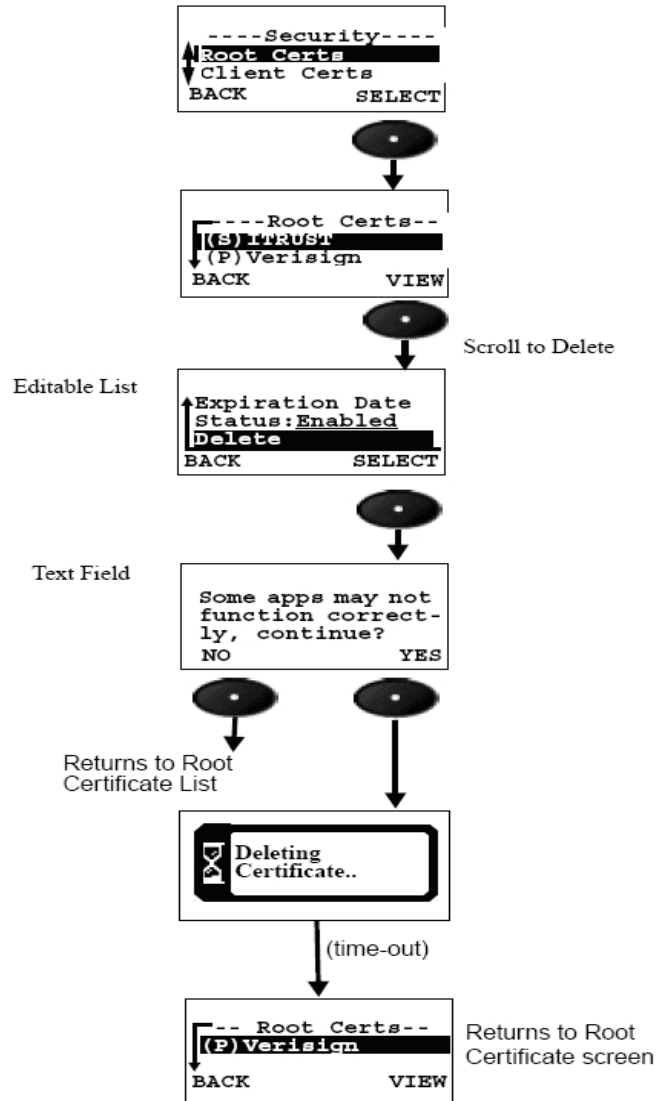 ----Security----
Root Certs
Client Certs
BACK SELECT
----Root Certs--
(S)ITRUST
(P)Verisign
BACK VIEW
Scroll to Delete
Editable List
Expiration Date
Status:Enabled
Delete
BACK SELECT
Text Field
Some apps may not
function correct-
ly, continue?
NO YES
Returns to Root
Certificate List
Deleting
Certificate..
(time-out)
-- Root Certs--
(P)Verisign
BACK VIEW
Returns to Root
Certificate screen